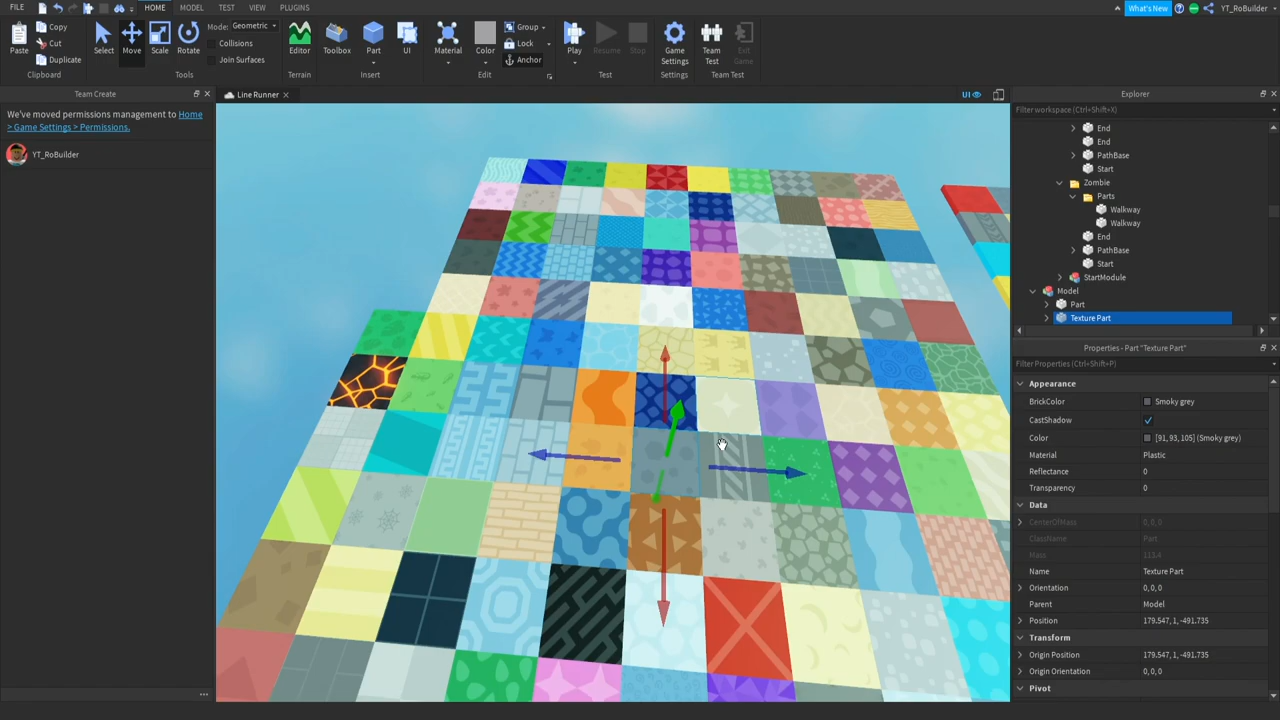 FILE HOME MODEL TEST VIEW PLUGINS What's New YT_RoBuilder
Paste Copy Cut Duplicate Clipboard
Select Move Scale Rotate Mode: Geometric Collisions Join Surfaces Tools
Editor Terrain
Toolbox Part UI Insert
Material Color Group Lock Anchor Edit
Play Resume Stop Test
Game Settings Settings
Team Test Exit Game Team Test
Team Create
We've moved permissions management to Home
> Game Settings > Permissions.
YT_RoBuilder
Line Runner UI
Explorer
Filter workspace (Ctrl+Shift+X)
End
End
PathBase
Start
Zombie
Parts
Walkway
Walkway
End
PathBase
Start
StartModule
Model
Part
Texture Part
Properties - Part "Texture Part"
Filter Properties (Ctrl+Shift+P)
Appearance
BrickColor Smoky grey
CastShadow
Color [91, 93, 105] (Smoky grey)
Material Plastic
Reflectance 0
Transparency 0
Data
CenterOfMass 0, 0, 0
ClassName Part
Mass 113.4
Name Texture Part
Orientation 0, 0, 0
Parent Model
Position 179.547, 1, -491.735
Transform
Origin Position 179.547, 1, -491.735
Origin Orientation 0, 0, 0
Pivot